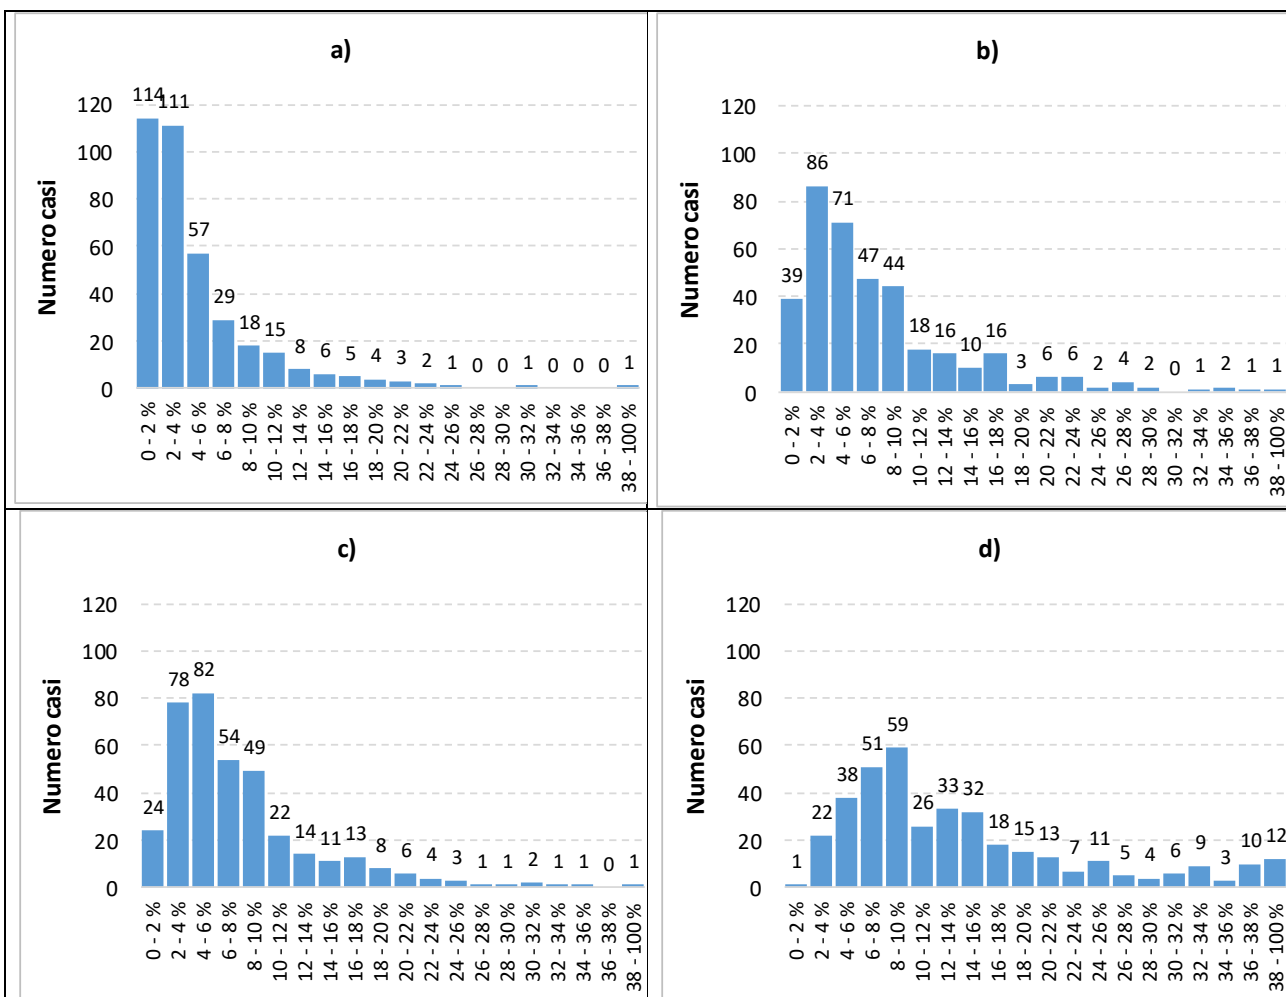 a)
Numero casi
120
100
80
60
40
20
0
114 111 57 29 18 15 8 6 5 4 3 2 1 0 0 1 0 0 0 1
0 - 2 %
2 - 4 %
4 - 6 %
6 - 8 %
8 - 10 %
10 - 12 %
12 - 14 %
14 - 16 %
16 - 18 %
18 - 20 %
20 - 22 %
22 - 24 %
24 - 26 %
26 - 28 %
28 - 30 %
30 - 32 %
32 - 34 %
34 - 36 %
36 - 38 %
38 - 100 %
b)
Numero casi
120
100
80
60
40
20
0
39 86 71 47 44 18 16 10 16 3 6 6 2 4 2 0 1 2 1 1
0 - 2 %
2 - 4 %
4 - 6 %
6 - 8 %
8 - 10 %
10 - 12 %
12 - 14 %
14 - 16 %
16 - 18 %
18 - 20 %
20 - 22 %
22 - 24 %
24 - 26 %
26 - 28 %
28 - 30 %
30 - 32 %
32 - 34 %
34 - 36 %
36 - 38 %
38 - 100 %
c)
Numero casi
120
100
80
60
40
20
0
24 78 82 54 49 22 14 11 13 8 6 4 3 1 1 2 1 1 0 1
0 - 2 %
2 - 4 %
4 - 6 %
6 - 8 %
8 - 10 %
10 - 12 %
12 - 14 %
14 - 16 %
16 - 18 %
18 - 20 %
20 - 22 %
22 - 24 %
24 - 26 %
26 - 28 %
28 - 30 %
30 - 32 %
32 - 34 %
34 - 36 %
36 - 38 %
38 - 100 %
d)
Numero casi
120
100
80
60
40
20
0
1 22 38 51 59 26 33 32 18 15 13 7 11 5 4 6 9 3 10 12
0 - 2 %
2 - 4 %
4 - 6 %
6 - 8 %
8 - 10 %
10 - 12 %
12 - 14 %
14 - 16 %
16 - 18 %
18 - 20 %
20 - 22 %
22 - 24 %
24 - 26 %
26 - 28 %
28 - 30 %
30 - 32 %
32 - 34 %
34 - 36 %
36 - 38 %
38 - 100 %